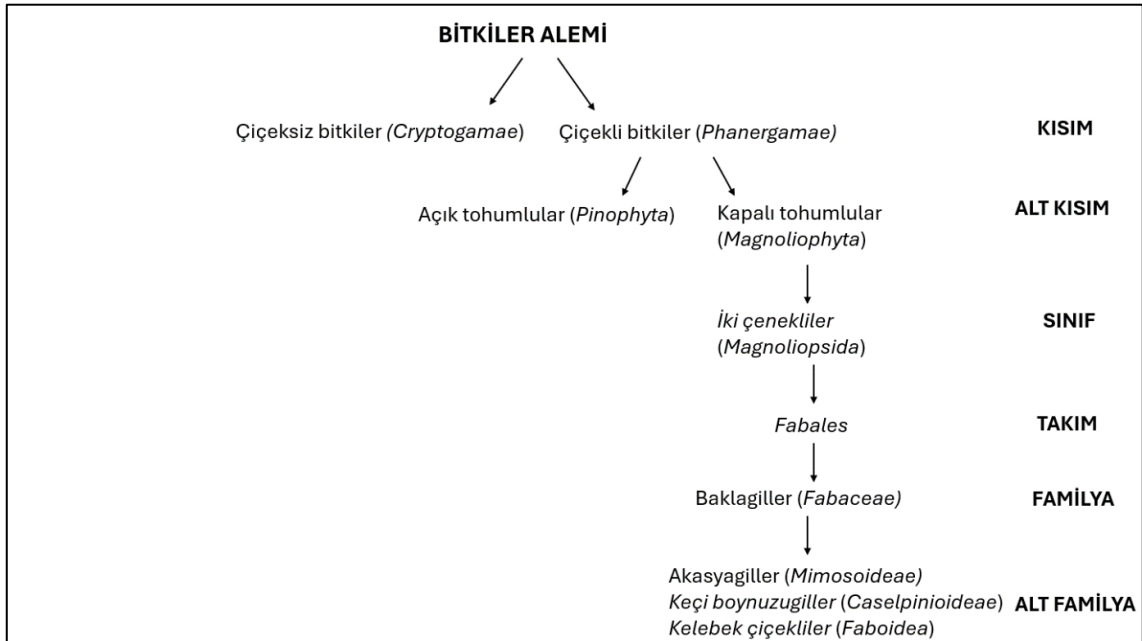 BİTKİLER ALEMİ
Çiçeksiz bitkiler (Cryptogamae)
Çiçekli bitkiler (Phanergamae)
KISIM
Açık tohumlular (Pinophyta)
Kapalı tohumlular
(Magnoliophyta)
ALT KISIM
İki çenekliler
(Magnoliopsida)
SINIF
Fabales
TAKIM
Baklagiller (Fabaceae)
FAMİLYA
Akasyagiller (Mimosoideae)
Keçi boynuzugiller (Caselpinioideae)
Kelebek çiçekliler (Faboidea)
ALT FAMİLYA